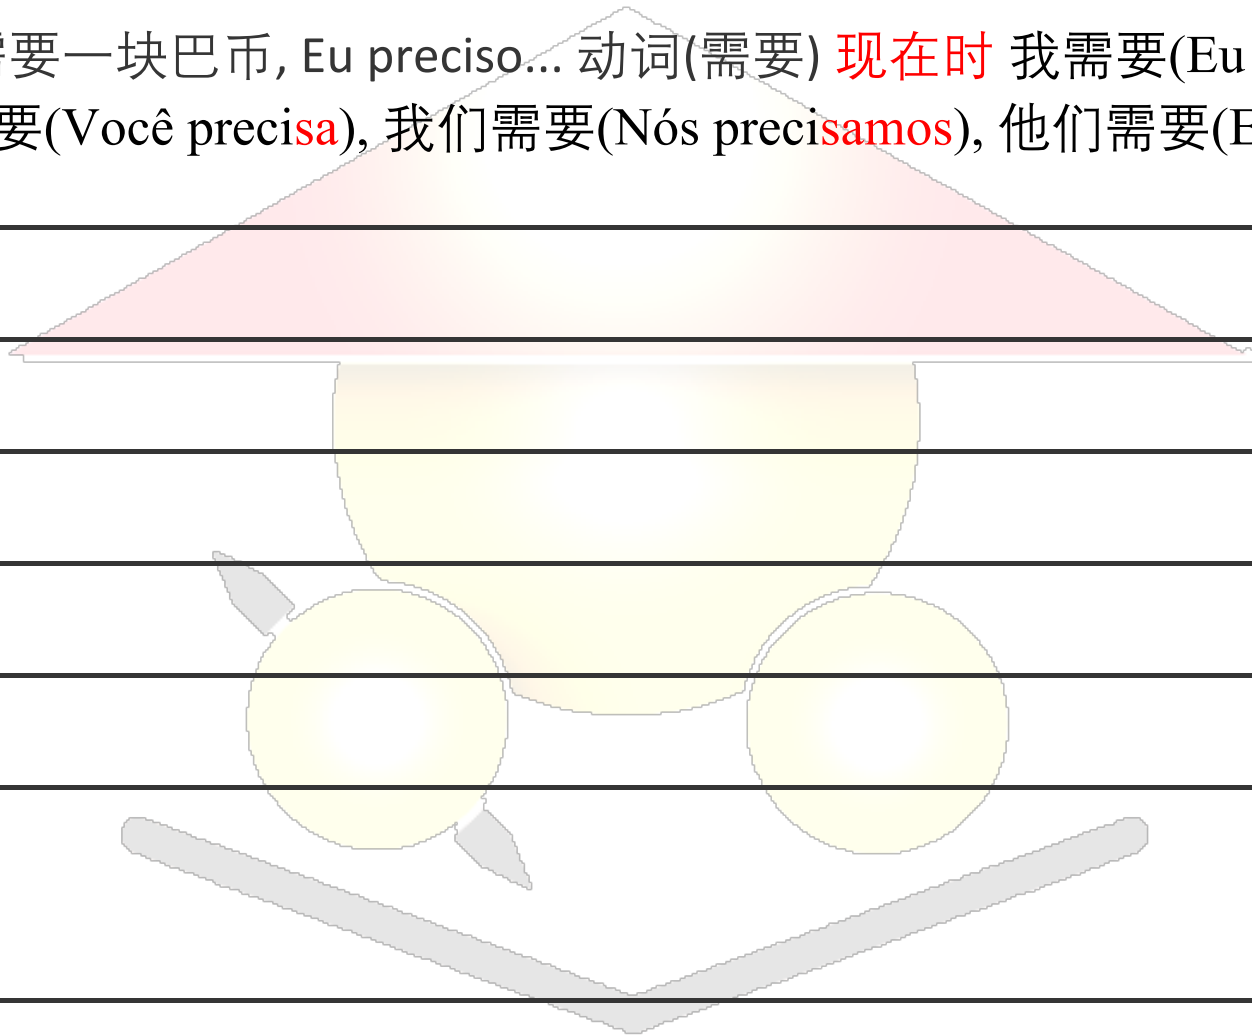 需要一块巴币, Eu preciso... 动词(需要) 现在时 我需要(Eu
要(Você precisa), 我们需要(Nós precisamos), 他们需要(E